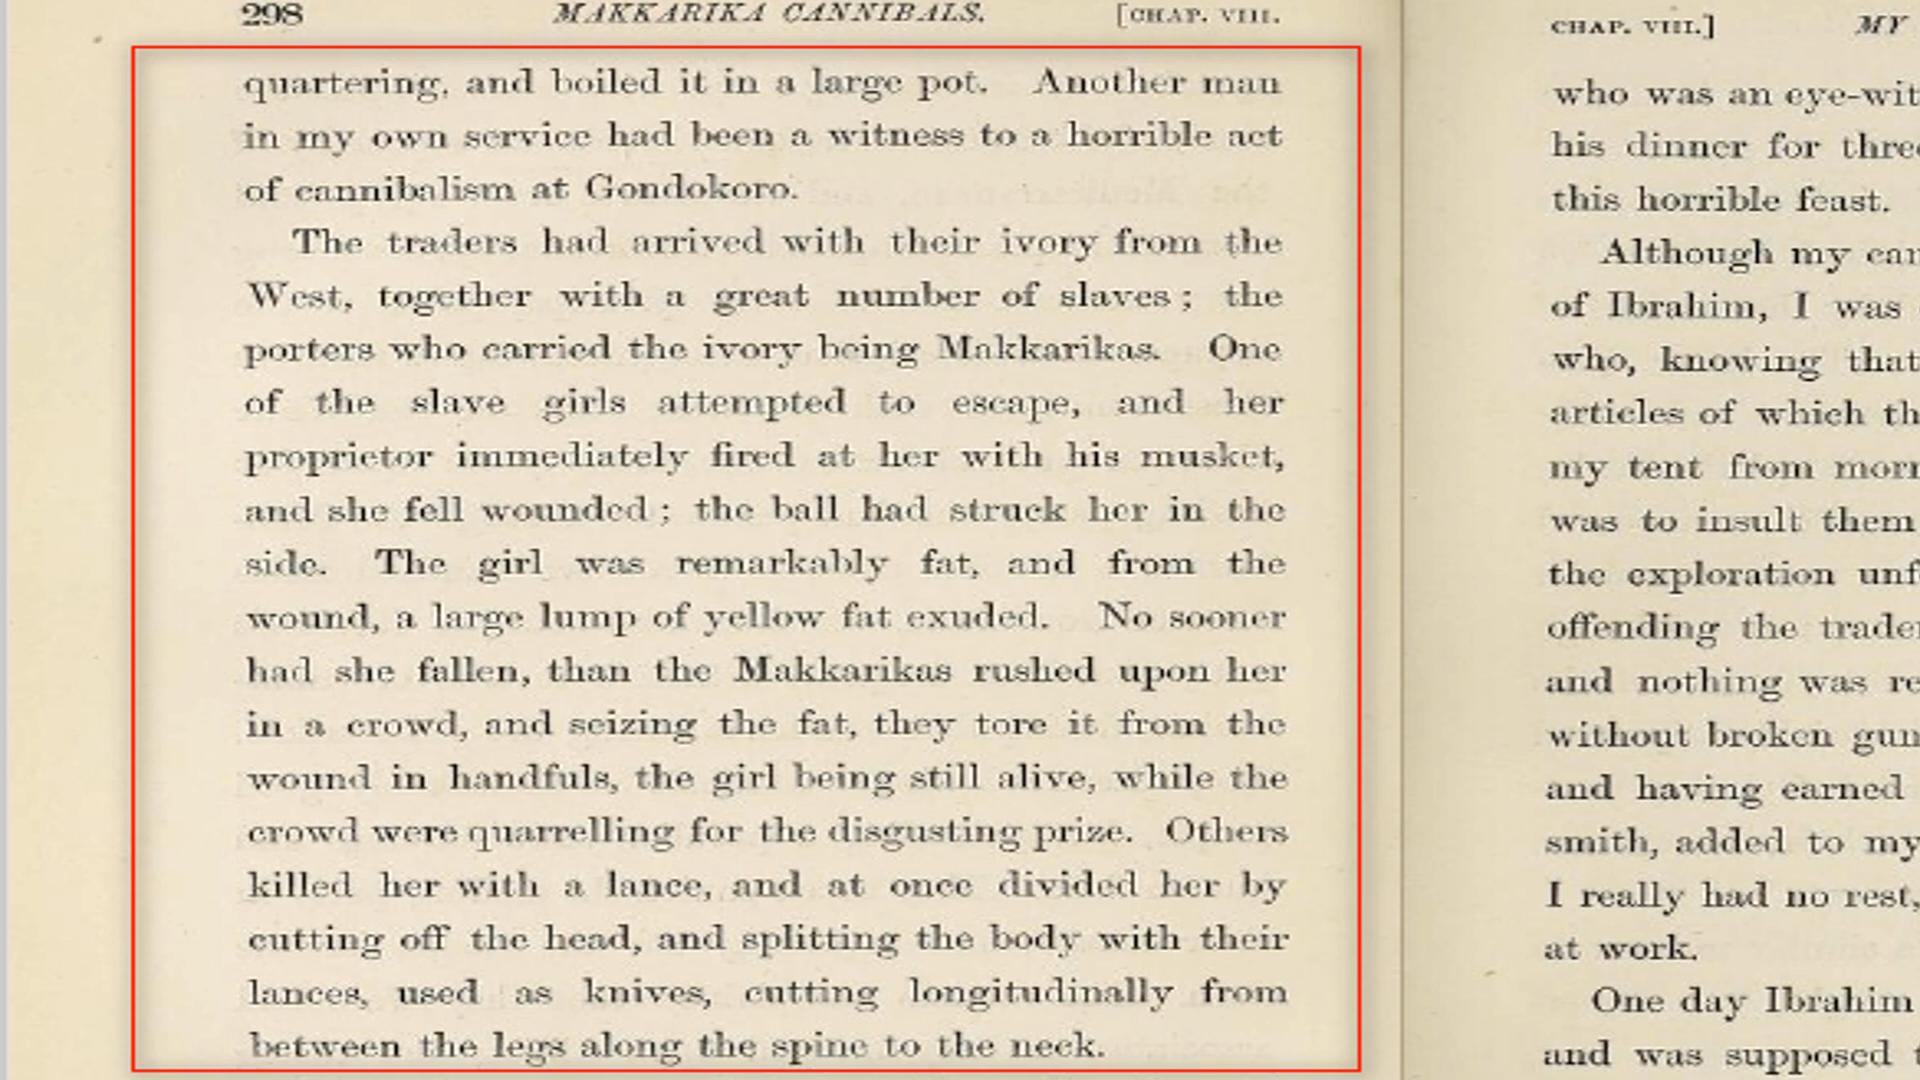 298 MAKKARIKA CANNIBALS. [CHAP. VIII.
quartering, and boiled it in a large pot. Another man
in my own service had been a witness to a horrible act
of cannibalism at Gondokoro.
The traders had arrived with their ivory from the
West, together with a great number of slaves; the
porters who carried the ivory being Makkarikas. One
of the slave girls attempted to escape, and her
proprietor immediately fired at her with his musket,
and she fell wounded; the ball had struck her in the
side. The girl was remarkably fat, and from the
wound, a large lump of yellow fat exuded. No sooner
had she fallen, than the Makkarikas rushed upon her
in a crowd, and seizing the fat, they tore it from the
wound in handfuls, the girl being still alive, while the
crowd were quarrelling for the disgusting prize. Others
killed her with a lance, and at once divided her by
cutting off the head, and splitting the body with their
lances, used as knives, cutting longitudinally from
between the legs along the spine to the neck.
CHAP. VIII.] MY
who was an eye-wit
his dinner for three
this horrible feast.
Although my cam
of Ibrahim, I was
who, knowing that
articles of which th
my tent from morn
was to insult them
the exploration unf
offending the trader
and nothing was re
without broken gun
and having earned
smith, added to my
I really had no rest,
at work.
One day Ibrahim
and was supposed t